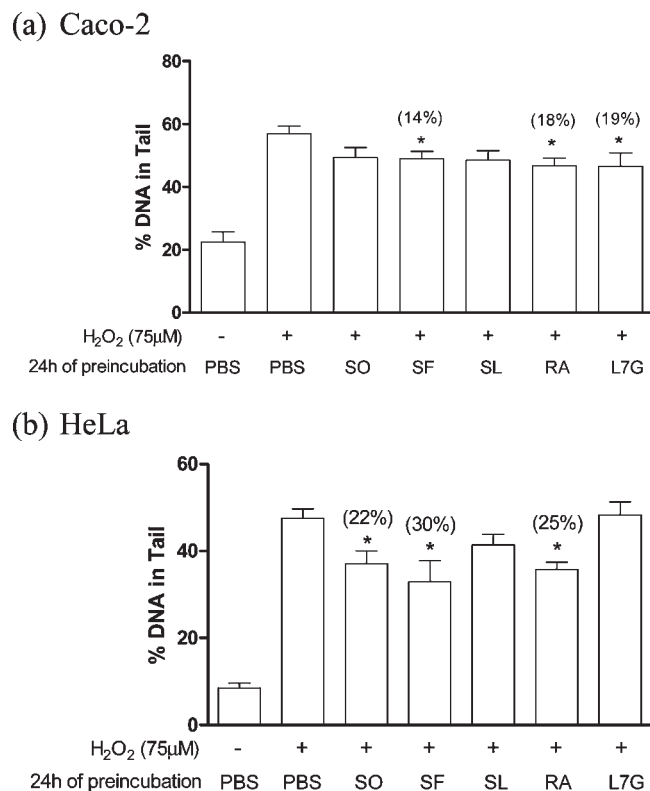 (a) Caco-2
80
60
40
20
0
% DNA in Tail
(14%)
*
(18%)
*
(19%)
*
H₂O₂ (75μM) - + + + + + +
24h of preincubation PBS PBS SO SF SL RA L7G
(b) HeLa
60
40
20
0
% DNA in Tail
(22%)
*
(30%)
*
(25%)
*
H₂O₂ (75μM) - + + + + + +
24h of preincubation PBS PBS SO SF SL RA L7G